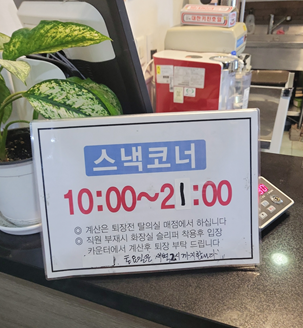 스낵코너
10:00~21:00
◎ 계산은 퇴장전 탈의실 매점에서 하십니다
◎ 직원 부재시 화장실 슬리퍼 착용후 입장
카운터에서 계산후 퇴장 부탁 드립니다